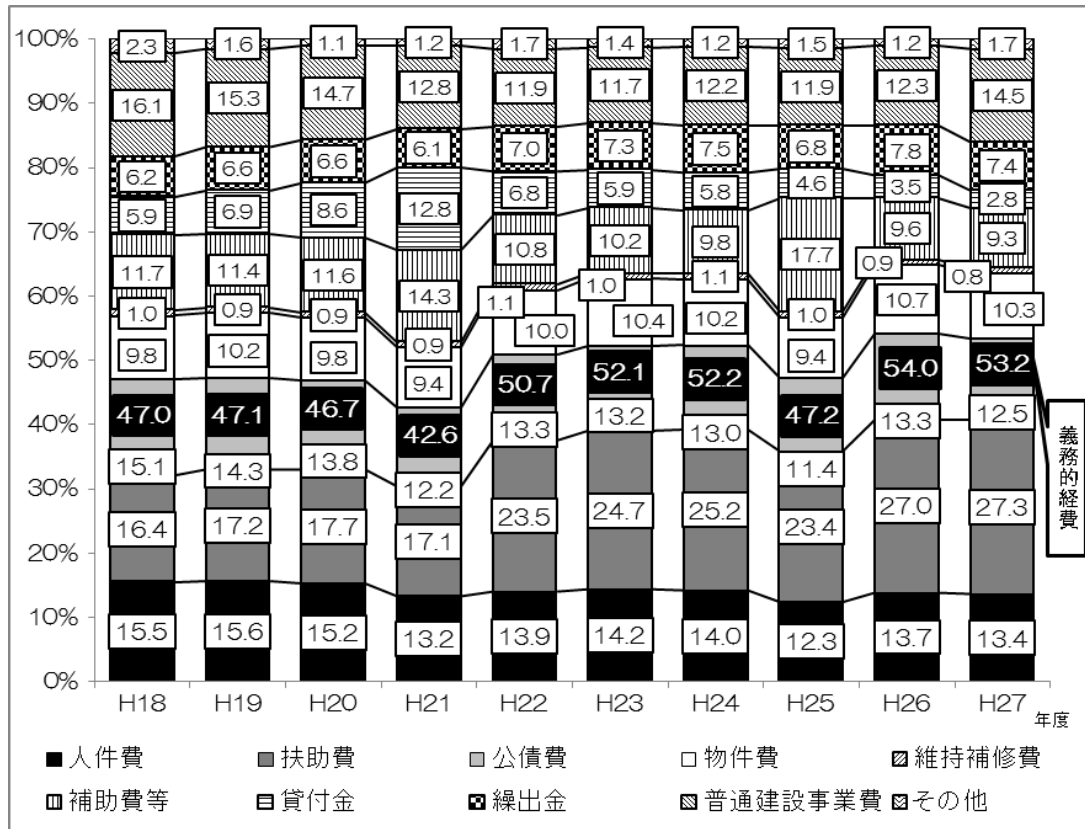 100%
2.3 1.6 1.1 1.2 1.7 1.4 1.2 1.5 1.2 1.7
90%
16.1 15.3 14.7 12.8 11.9 11.7 12.2 11.9 12.3 14.5
80%
6.2 6.6 6.6 6.1 7.0 7.3 7.5 6.8 7.8 7.4
5.9 6.9 8.6 12.8 6.8 5.9 5.8 4.6 3.5 2.8
70%
11.7 11.4 11.6 14.3 10.8 10.2 9.8 17.7 9.6 9.3
60%
1.0 0.9 0.9 0.9 1.1 1.0 1.1 1.0 0.9 0.8
9.8 10.2 9.8 9.4 10.0 10.4 10.2 9.4 10.7 10.3
50%
47.0 47.1 46.7 42.6 50.7 52.1 52.2 47.2 54.0 53.2
義務的経費
40%
15.1 14.3 13.8 12.2 13.3 13.2 13.0 11.4 13.3 12.5
30%
16.4 17.2 17.7 17.1 23.5 24.7 25.2 23.4 27.0 27.3
20%
10%
15.5 15.6 15.2 13.2 13.9 14.2 14.0 12.3 13.7 13.4
0%
H18 H19 H20 H21 H22 H23 H24 H25 H26 H27
年度
人件費 扶助費 公債費 物件費 維持補修費
補助費等 貸付金 繰出金 普通建設事業費 その他